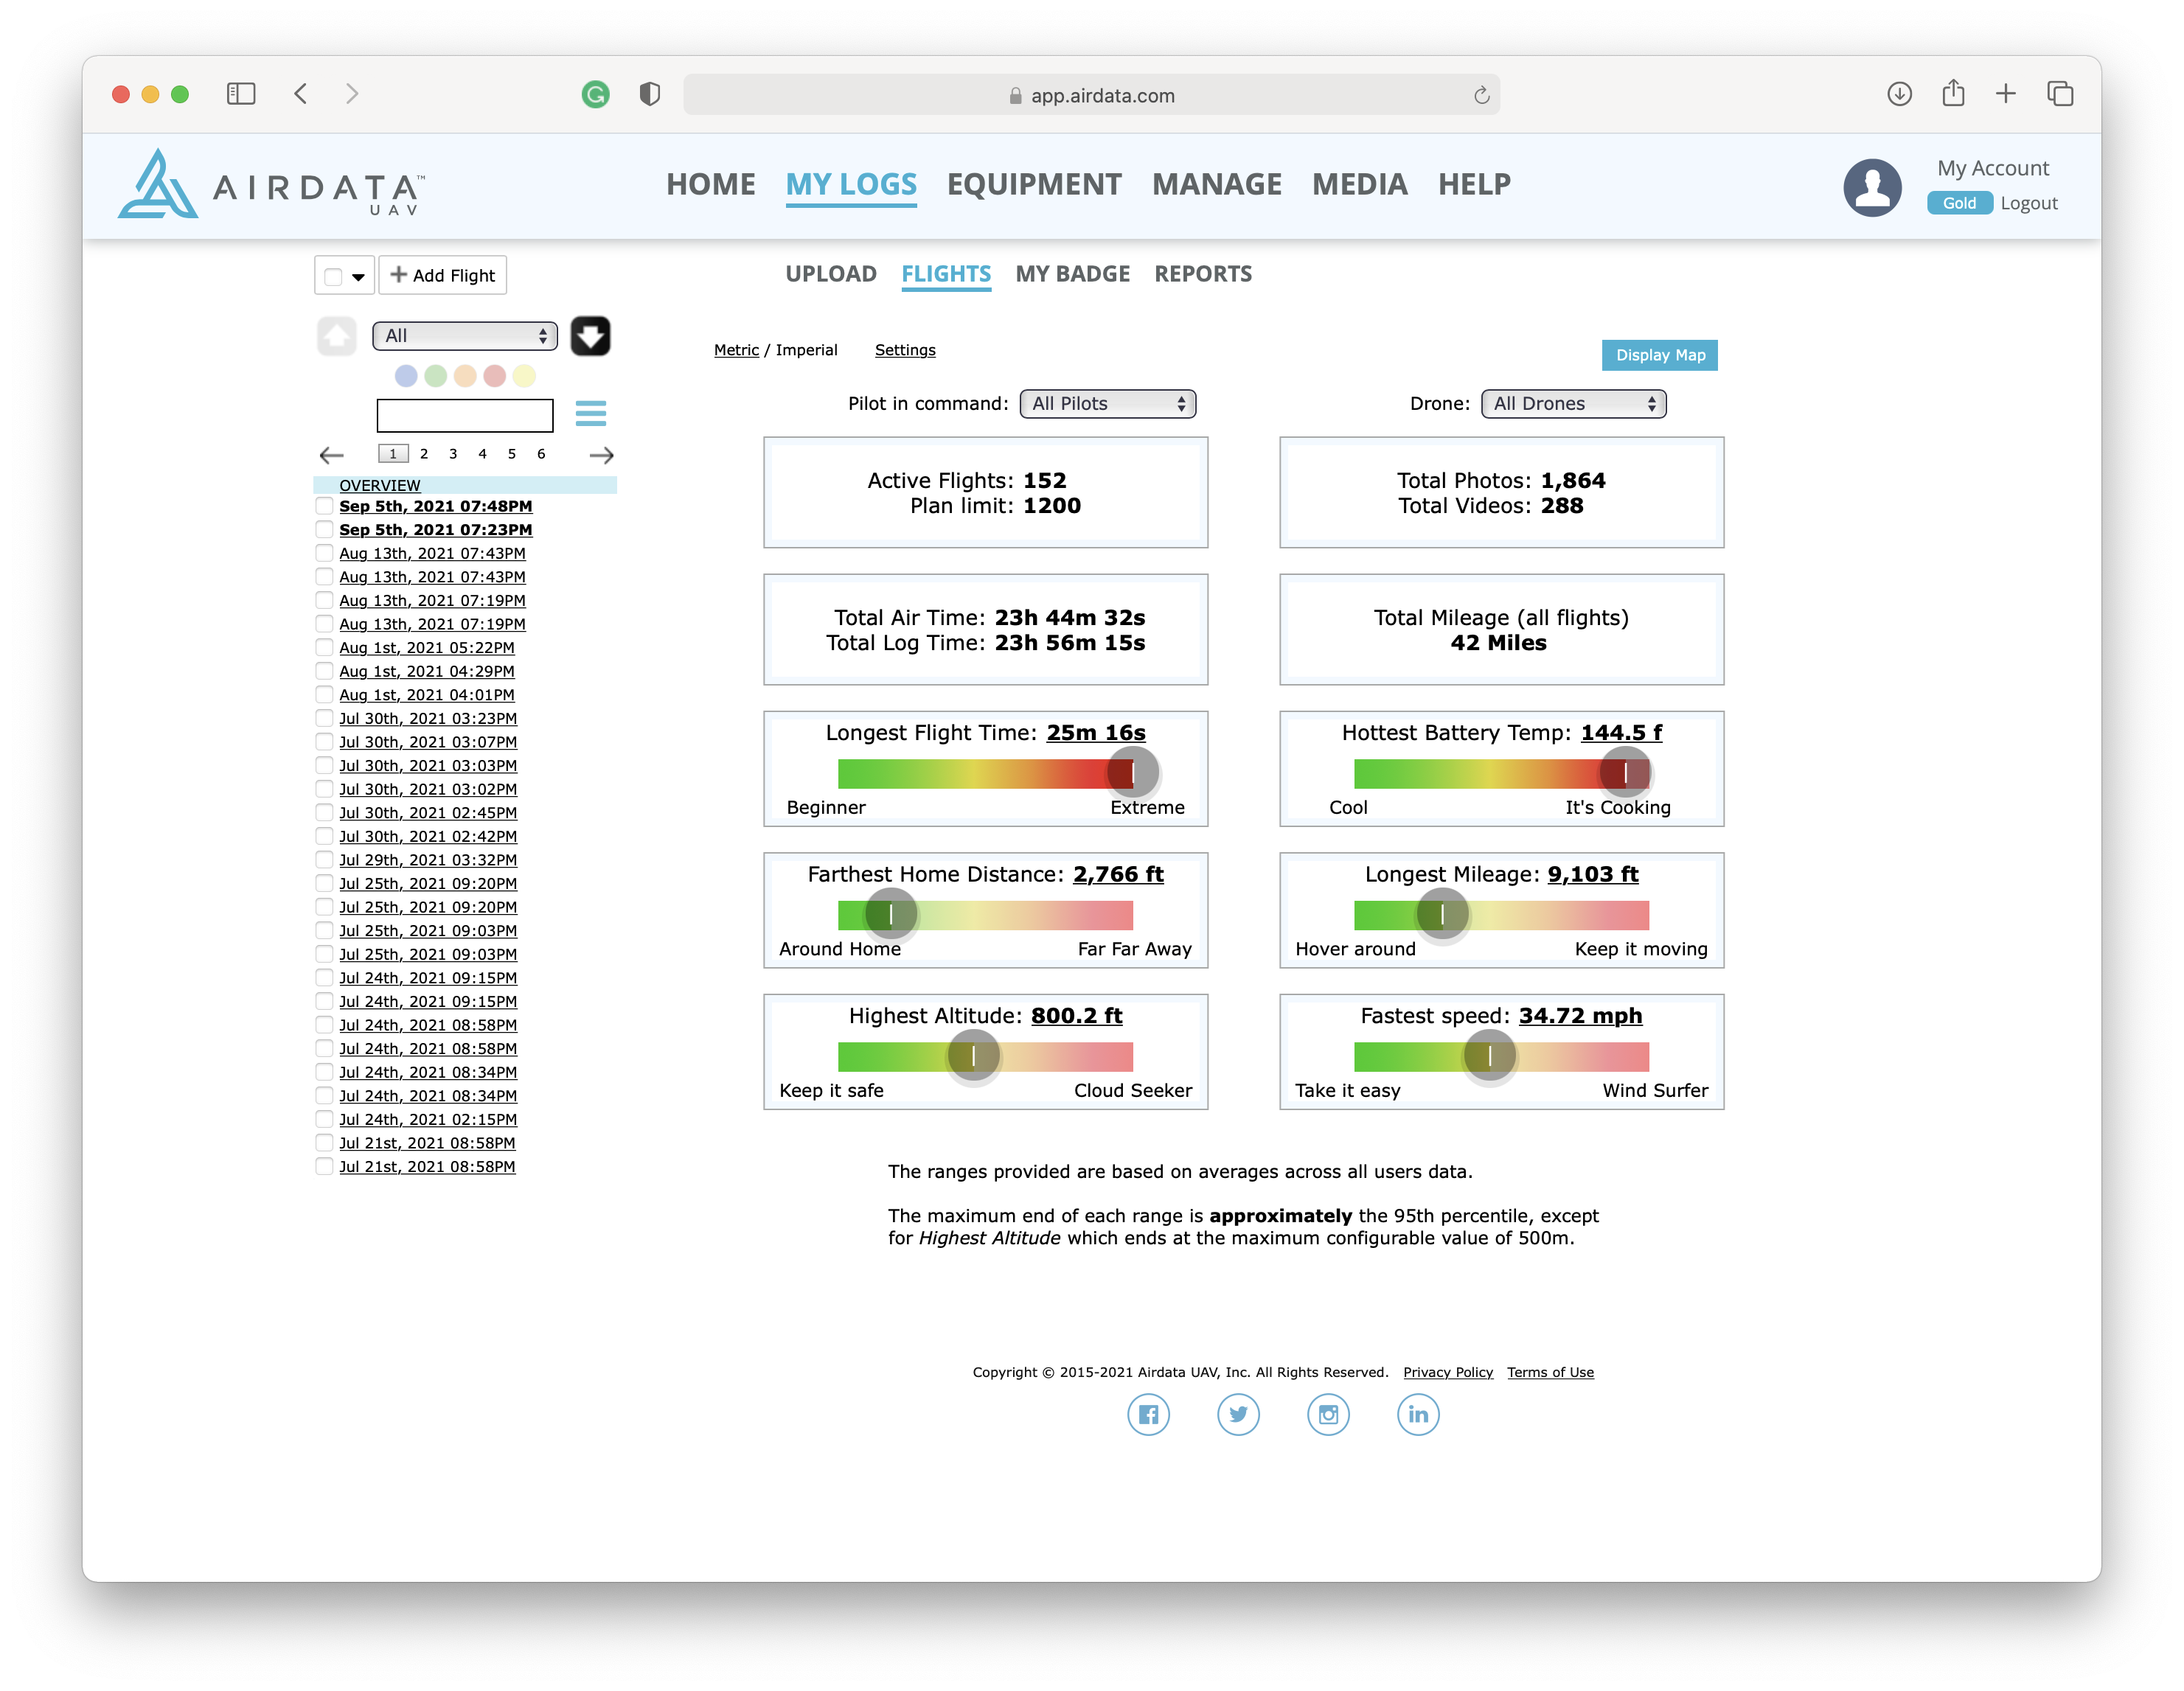 app.airdata.com
AIRDATA™
UAV
HOME MY LOGS EQUIPMENT MANAGE MEDIA HELP
My Account
Gold Logout
+ Add Flight
UPLOAD FLIGHTS MY BADGE REPORTS
All
Metric / Imperial Settings
Display Map
Pilot in command: All Pilots
Drone: All Drones
1 2 3 4 5 6
OVERVIEW
Sep 5th, 2021 07:48PM
Sep 5th, 2021 07:23PM
Aug 13th, 2021 07:43PM
Aug 13th, 2021 07:43PM
Aug 13th, 2021 07:19PM
Aug 13th, 2021 07:19PM
Aug 1st, 2021 05:22PM
Aug 1st, 2021 04:29PM
Aug 1st, 2021 04:01PM
Jul 30th, 2021 03:23PM
Jul 30th, 2021 03:07PM
Jul 30th, 2021 03:03PM
Jul 30th, 2021 03:02PM
Jul 30th, 2021 02:45PM
Jul 30th, 2021 02:42PM
Jul 29th, 2021 03:32PM
Jul 25th, 2021 09:20PM
Jul 25th, 2021 09:20PM
Jul 25th, 2021 09:03PM
Jul 25th, 2021 09:03PM
Jul 24th, 2021 09:15PM
Jul 24th, 2021 09:15PM
Jul 24th, 2021 08:58PM
Jul 24th, 2021 08:58PM
Jul 24th, 2021 08:34PM
Jul 24th, 2021 08:34PM
Jul 24th, 2021 02:15PM
Jul 21st, 2021 08:58PM
Jul 21st, 2021 08:58PM
Active Flights: 152
Plan limit: 1200
Total Photos: 1,864
Total Videos: 288
Total Air Time: 23h 44m 32s
Total Log Time: 23h 56m 15s
Total Mileage (all flights)
42 Miles
Longest Flight Time: 25m 16s
Beginner Extreme
Hottest Battery Temp: 144.5 f
Cool It's Cooking
Farthest Home Distance: 2,766 ft
Around Home Far Far Away
Longest Mileage: 9,103 ft
Hover around Keep it moving
Highest Altitude: 800.2 ft
Keep it safe Cloud Seeker
Fastest speed: 34.72 mph
Take it easy Wind Surfer
The ranges provided are based on averages across all users data.
The maximum end of each range is approximately the 95th percentile, except
for Highest Altitude which ends at the maximum configurable value of 500m.
Copyright © 2015-2021 Airdata UAV, Inc. All Rights Reserved. Privacy Policy Terms of Use